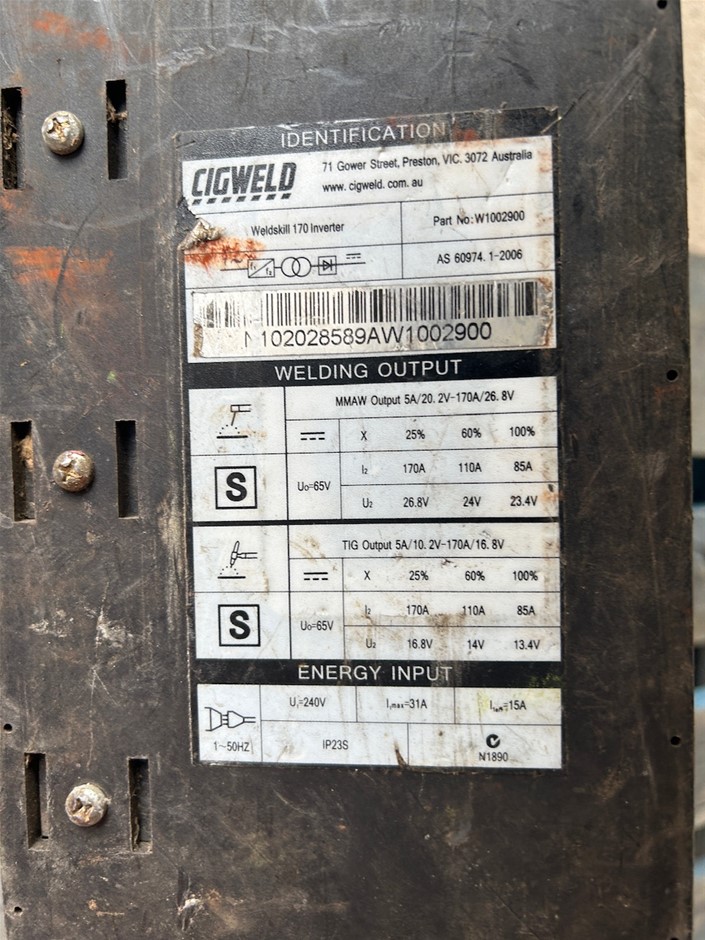 IDENTIFICATION
CIGWELD
71 Gower Street, Preston, VIC. 3072 Australia
www. cigweld. com. au
Weldskill 170 Inverter
Part No: W1002900
AS 60974. 1-2006
102028589AW1002900
WELDING OUTPUT
MMAW Output 5A/20. 2V-170A/26. 8V
X 25% 60% 100%
S
U₀=65V
I₂ 170A 110A 85A
U₂ 26.8V 24V 23.4V
TIG Output 5A/10. 2V-170A/16. 8V
X 25% 60% 100%
S
U₀=65V
I₂ 170A 110A 85A
U₂ 16.8V 14V 13.4V
ENERGY INPUT
U₁=240V I₁max=31A I₁eff=15A
1~50HZ IP23S N1890